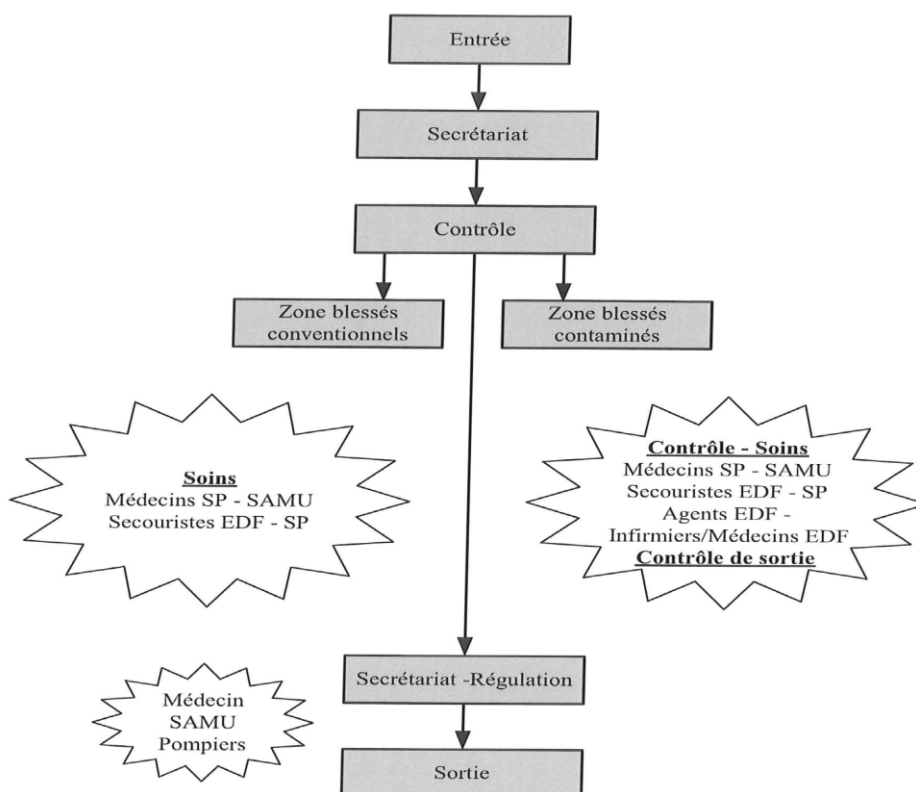 Entrée
Secrétariat
Contrôle
Zone blessés
conventionnels
Zone blessés
contaminés
Soins
Médecins SP - SAMU
Secouristes EDF - SP
Contrôle - Soins
Médecins SP - SAMU
Secouristes EDF - SP
Agents EDF -
Infirmiers/Médecins EDF
Contrôle de sortie
Secrétariat -Régulation
Médecin
SAMU
Pompiers
Sortie